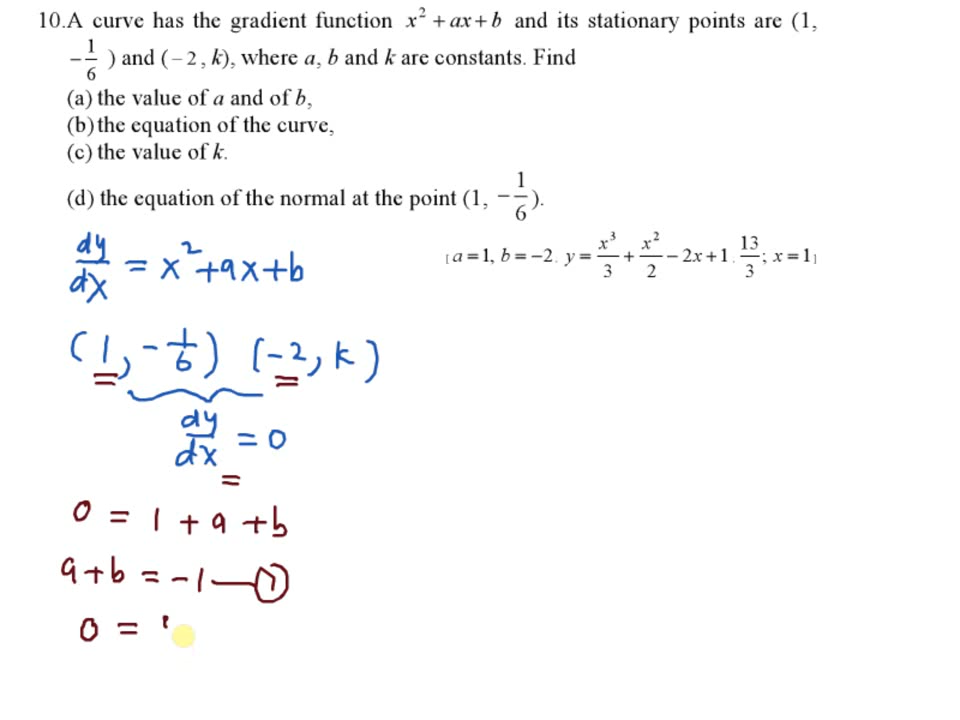 10.A curve has the gradient function x² + ax + b and its stationary points are (1,
−1/6 ) and (−2, k), where a, b and k are constants. Find
(a) the value of a and of b,
(b) the equation of the curve,
(c) the value of k.
(d) the equation of the normal at the point (1, −1/6).
[a = 1, b = −2. y = x³/3 + x²/2 − 2x + 1. 13/3; x = 1]
dy/dx = x² + ax + b
(1, −1/6) (−2, k)
dy/dx = 0
0 = 1 + a + b
a + b = −1 — ①
0 =